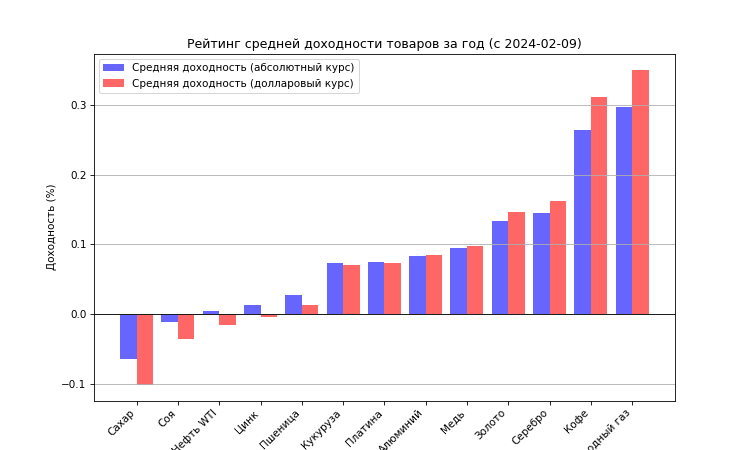 Рейтинг средней доходности товаров за год (с 2024-02-09)
Средняя доходность (абсолютный курс)
Средняя доходность (долларовый курс)
Доходность (%)
0.3
0.2
0.1
0.0
−0.1
Сахар
Соя
Нефть WTI
Цинк
Пшеница
Кукуруза
Платина
Алюминий
Медь
Золото
Серебро
Кофе
газ